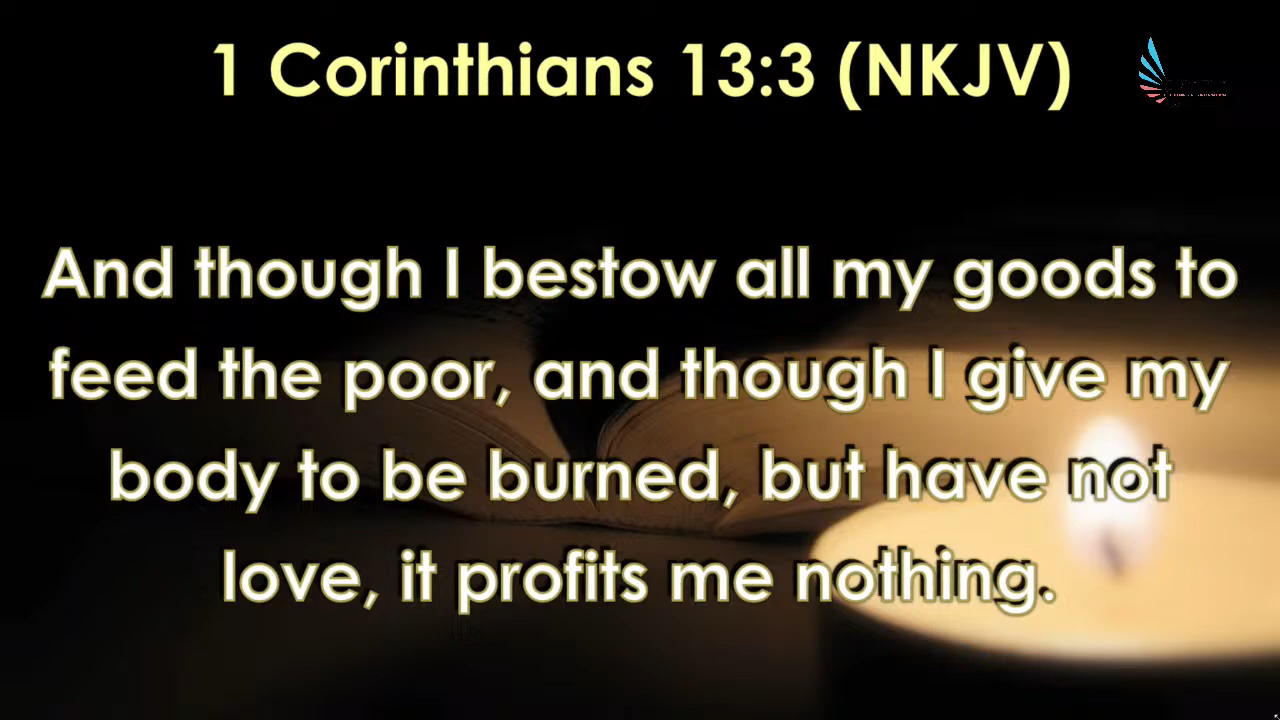 1 Corinthians 13:3 (NKJV)
And though I bestow all my goods to
feed the poor, and though I give my
body to be burned, but have not
love, it profits me nothing.